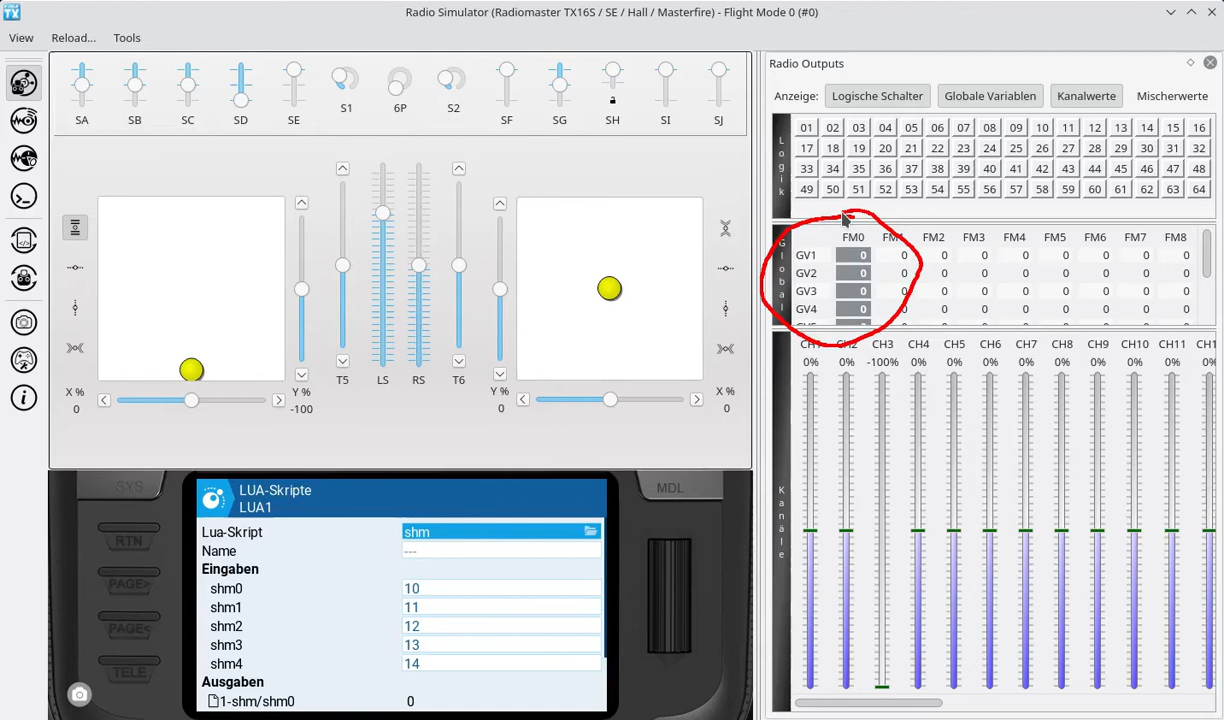 Radio Simulator (Radiomaster TX16S / SE / Hall / Masterfire) - Flight Mode 0 (#0)
View Reload... Tools
SA SB SC SD SE S1 6P S2 SF SG SH SI SJ
T5 LS RS T6
X % 0
Y % -100
Y % 0
X % 0
SYS
RTN
PAGE>
PAGE<
TELE
MDL
LUA-Skripte
LUA1
Lua-Skript shm
Name ---
Eingaben
shm0 10
shm1 11
shm2 12
shm3 13
shm4 14
Ausgaben
1-shm/shm0 0
Radio Outputs
Anzeige: Logische Schalter Globale Variablen Kanalwerte Mischerwerte
Logik
01 02 03 04 05 06 07 08 09 10 11 12 13 14 15 16
17 18 19 20 21 22 23 24 25 26 27 28 29 30 31 32
33 34 35 36 37 38 39 40 41 42 43 44 45 46 47 48
49 50 51 52 53 54 55 56 57 58 59 60 61 62 63 64
Global
FM0 FM1 FM2 FM3 FM4 FM5 FM6 FM7 FM8
GV1 0 0 0 0 0 0 0 0 0
GV2 0 0 0 0 0 0 0 0 0
GV3 0 0 0 0 0 0 0 0 0
GV4 0 0 0 0 0 0 0 0 0
Kanäle
CH1 CH2 CH3 CH4 CH5 CH6 CH7 CH8 CH9 CH10 CH11 CH1
0% 0% -100% 0% 0% 0% 0% 0% 0% 0% 0% 0%